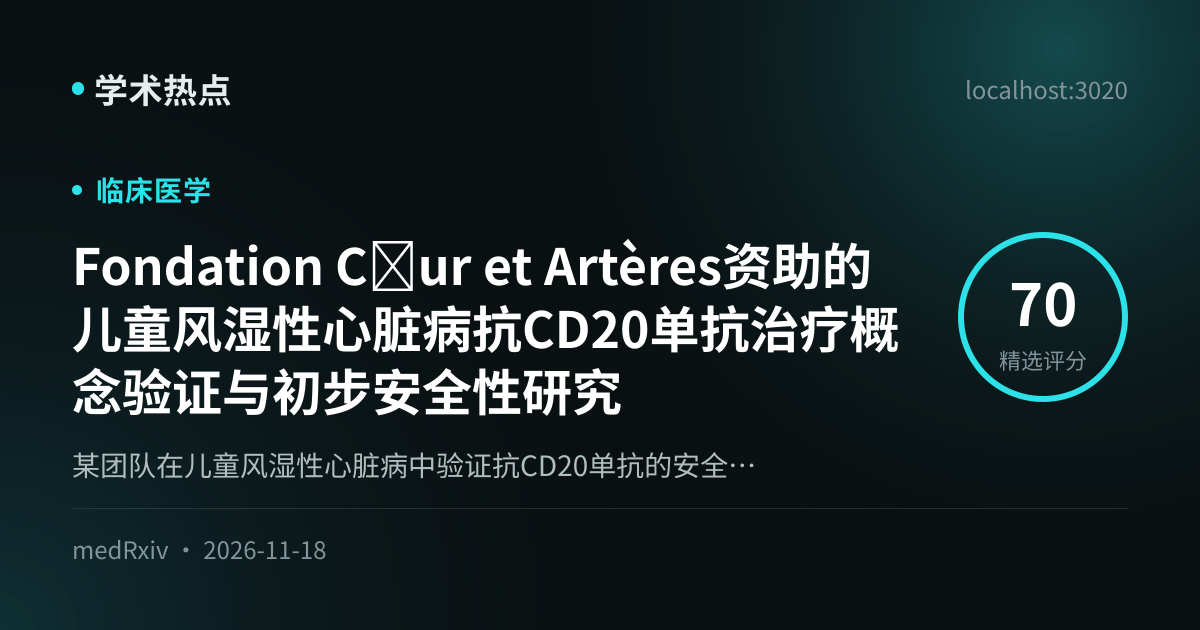 学术热点
localhost:3020
临床医学
Fondation C☒ur et Artères资助的
儿童风湿性心脏病抗CD20单抗治疗概
念验证与初步安全性研究
70
精选评分
某团队在儿童风湿性心脏病中验证抗CD20单抗的安全…
medRxiv · 2026-11-18